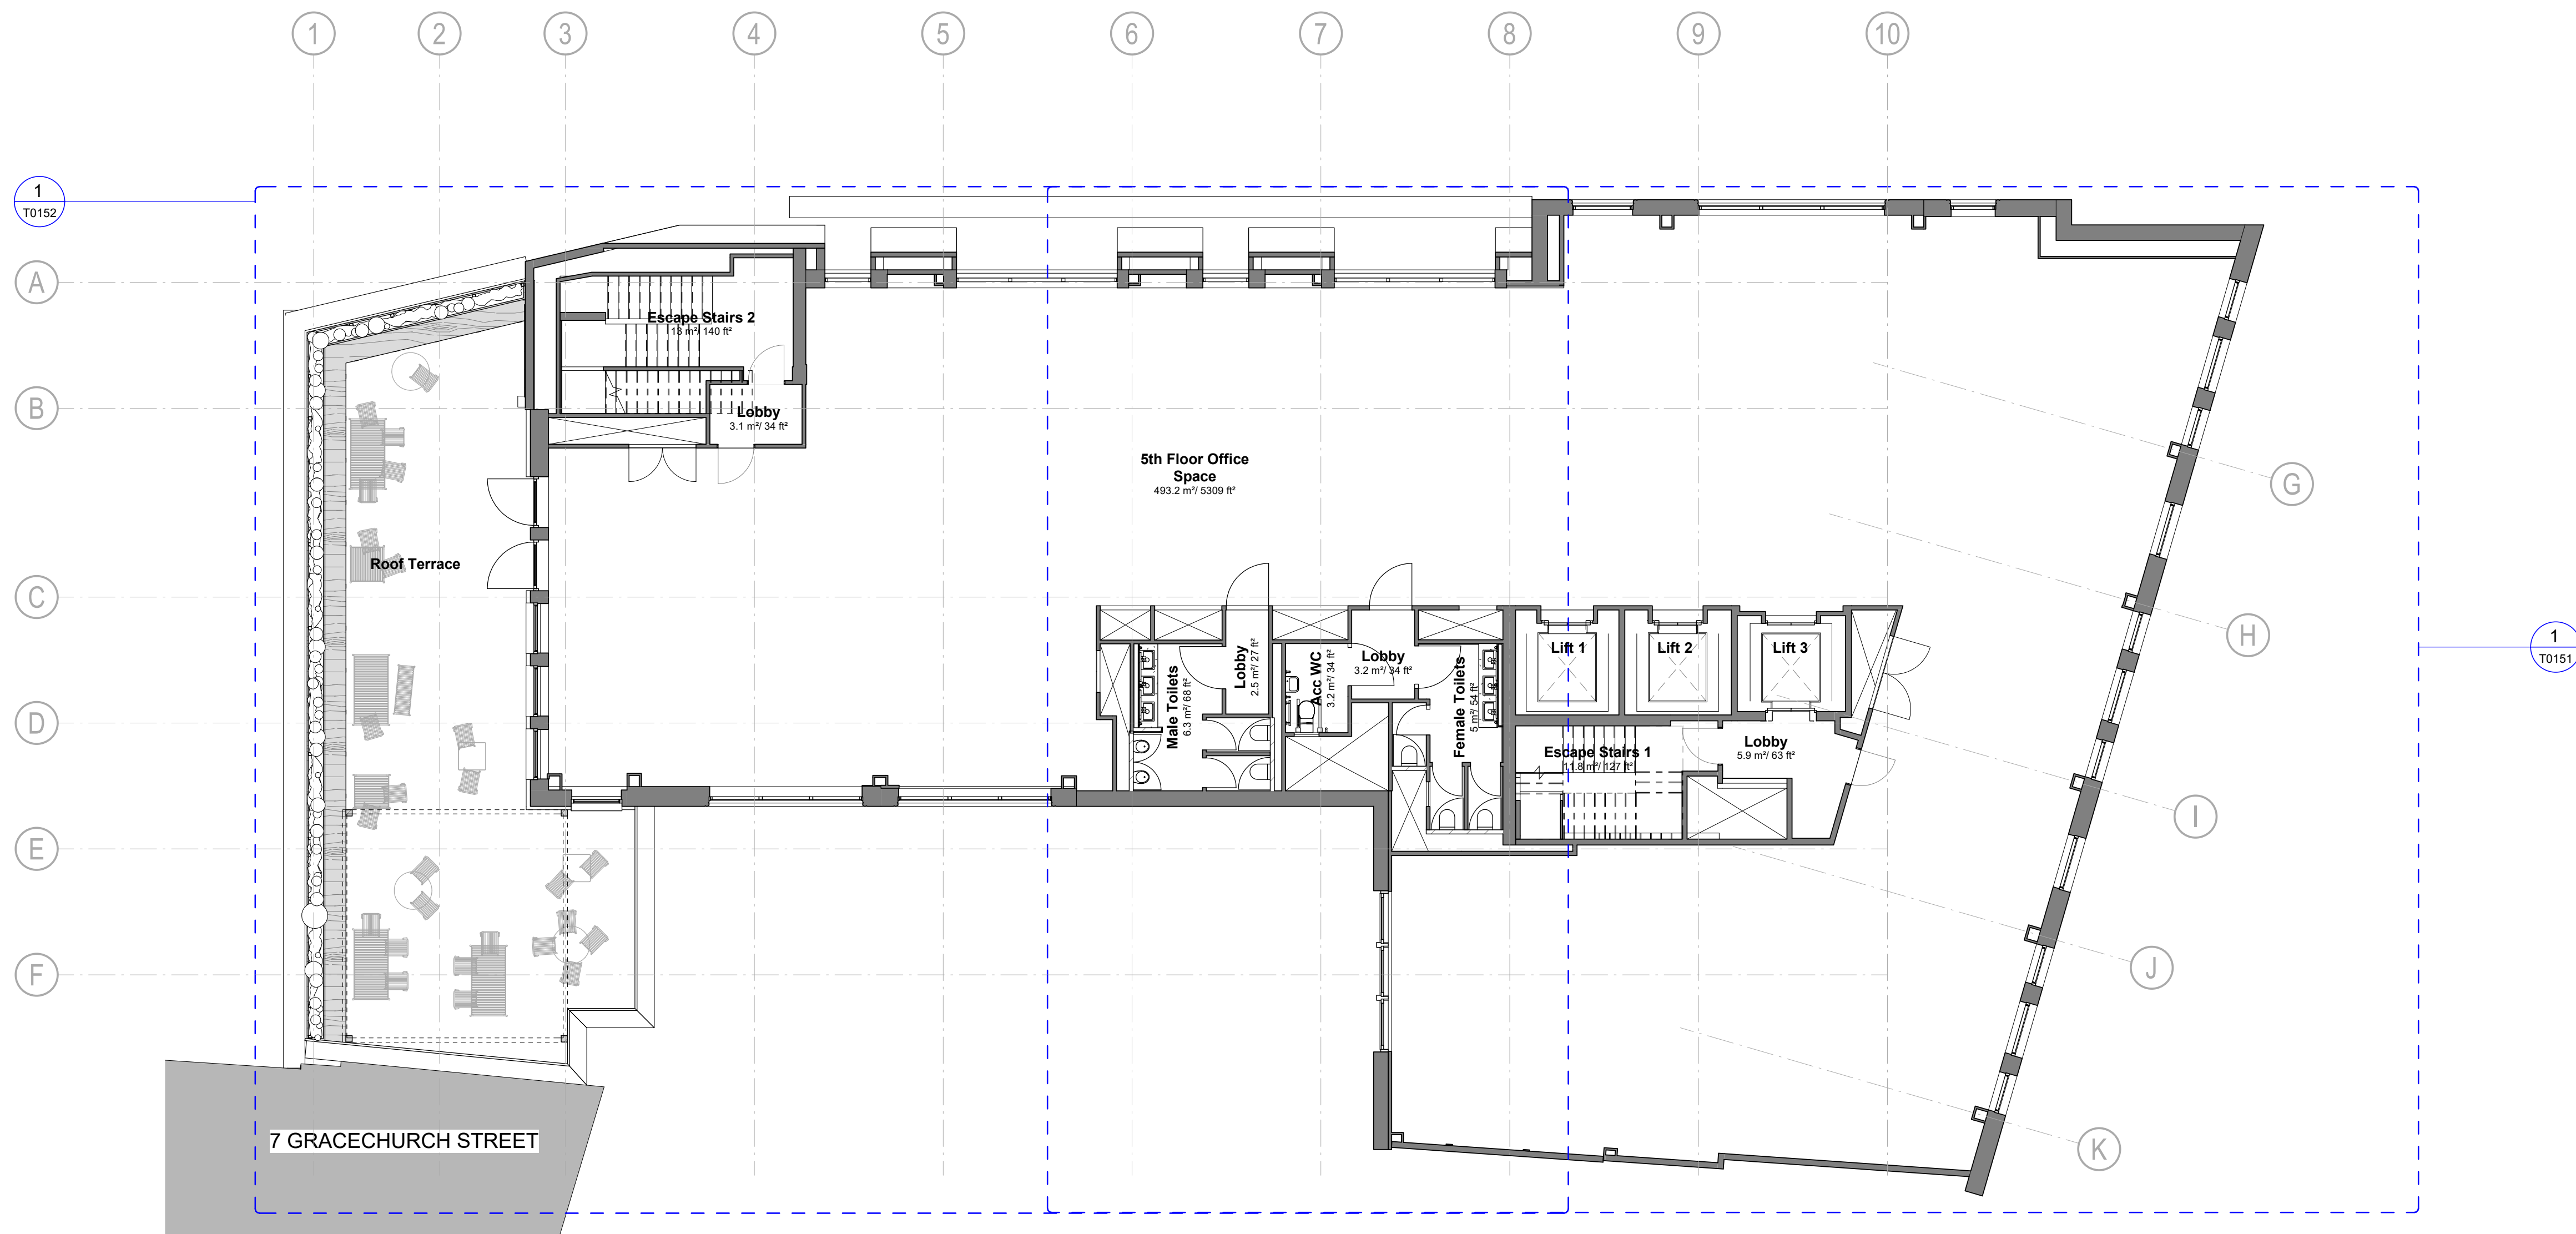 1
2
3
4
5
6
7
8
9
10
1
T0152
A
Escape Stairs 2
13 m²/ 140 ft²
B
Lobby
3.1 m²/ 34 ft²
5th Floor Office
Space
493.2 m²/ 5309 ft²
G
Roof Terrace
C
H
Male Toilets
6.3 m²/ 68 ft²
Lobby
2.5 m²/ 27 ft²
Acc WC
3.2 m²/ 34 ft²
Lobby
3.2 m²/ 34 ft²
Female Toilets
5 m²/ 54 ft²
Lift 1
Lift 2
Lift 3
1
T0151
D
Escape Stairs 1
11.8 m²/ 127 ft²
Lobby
5.9 m²/ 63 ft²
I
E
F
J
7 GRACECHURCH STREET
K